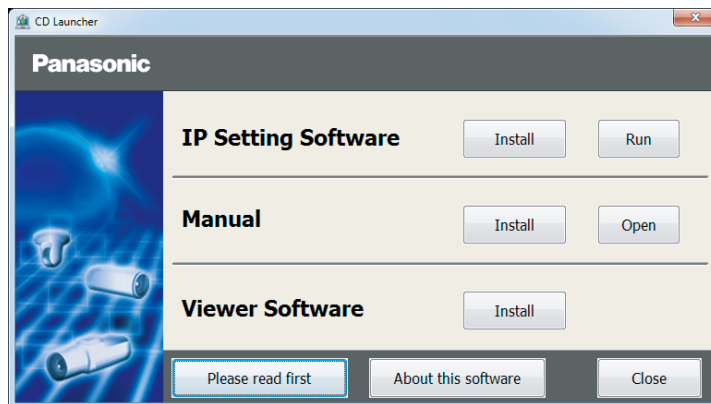 CD Launcher
Panasonic
IP Setting Software Install Run
Manual Install Open
Viewer Software Install
Please read first About this software Close